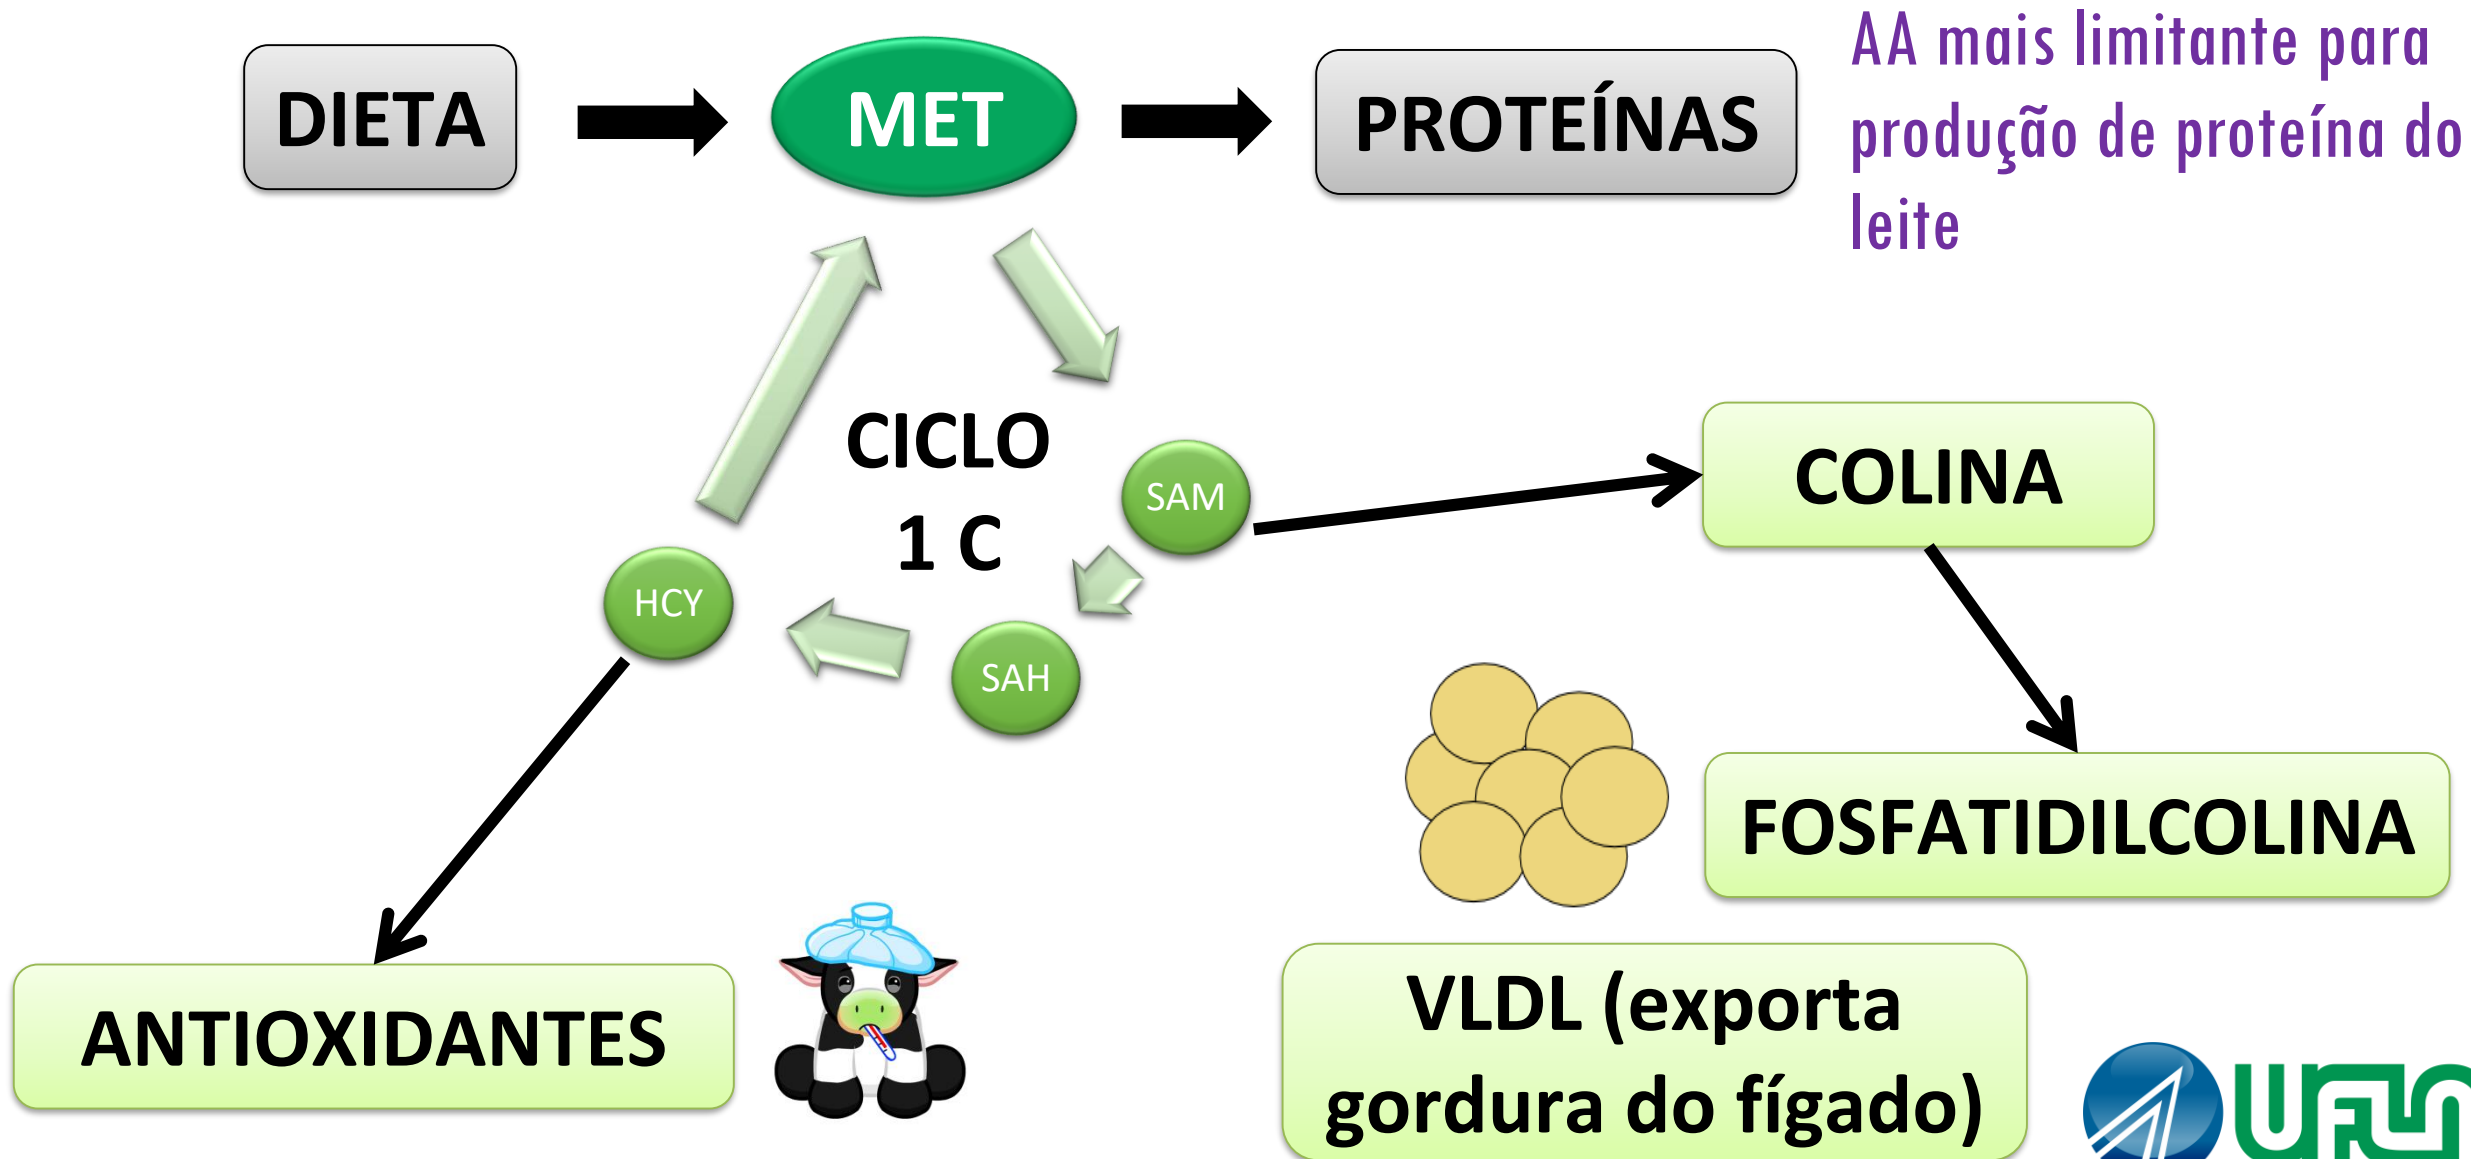 DIETA
MET
PROTEÍNAS
AA mais limitante para
produção de proteína do
leite
CICLO
1 C
SAM
COLINA
HCY
SAH
FOSFATIDILCOLINA
ANTIOXIDANTES
VLDL (exporta
gordura do fígado)
UFLA